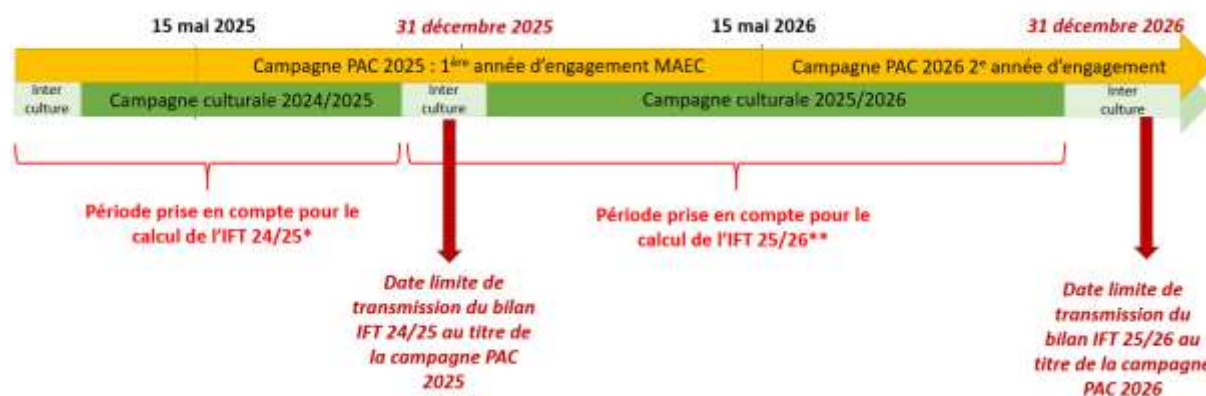 15 mai 2025
31 décembre 2025
15 mai 2026
31 décembre 2026
Campagne PAC 2025 : 1ère année d'engagement MAEC
Campagne PAC 2026 2e année d'engagement
Inter
culture
Campagne culturale 2024/2025
Inter
culture
Campagne culturale 2025/2026
Inter
culture
Période prise en compte pour le
calcul de l'IFT 24/25*
Période prise en compte pour le
calcul de l'IFT 25/26**
Date limite de
transmission du bilan
IFT 24/25 au titre de
la campagne PAC
2025
Date limite de
transmission du
bilan IFT 25/26 au
titre de la campagne
PAC 2026